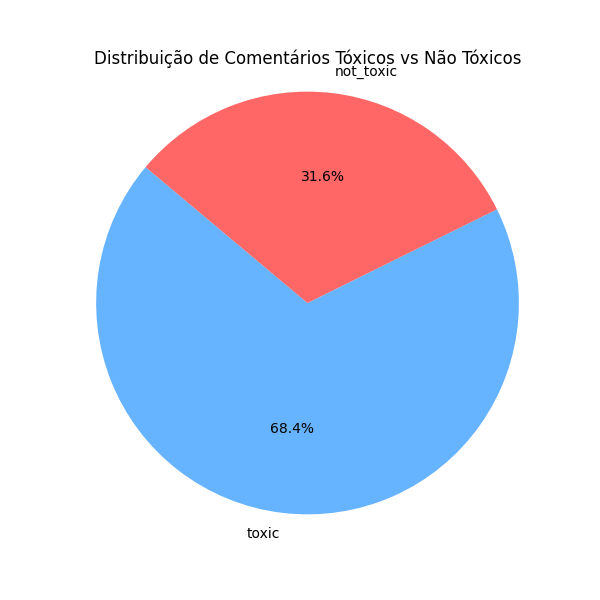 Distribuição de Comentários Tóxicos vs Não Tóxicos
not_toxic
31.6%
68.4%
toxic